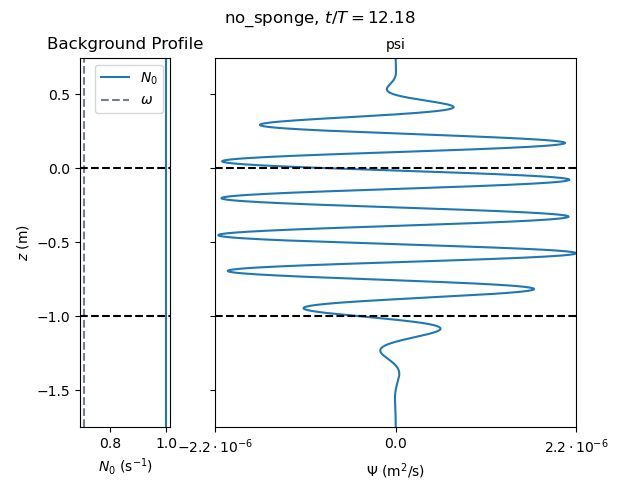 no_sponge, t/T = 12.18
Background Profile
psi
N₀
ω
0.5
0.0
−0.5
−1.0
−1.5
z (m)
0.8
1.0
N₀ (s⁻¹)
−2.2 · 10⁻⁶
0.0
2.2 · 10⁻⁶
Ψ (m²/s)